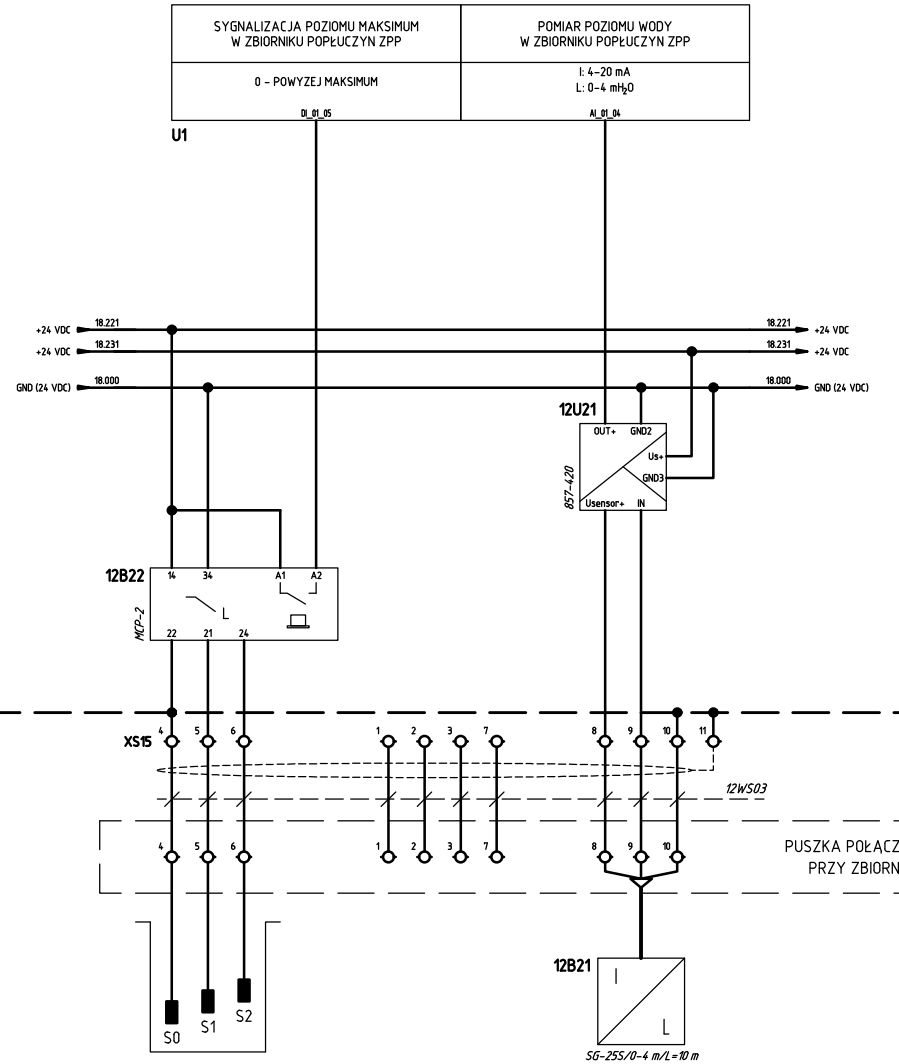 SYGNALIZACJA POZIOMU MAKSIMUM
W ZBIORNIKU POPŁUCZYN ZPP
POMIAR POZIOMU WODY
W ZBIORNIKU POPŁUCZYN ZPP
0 - POWYZEJ MAKSIMUM
I: 4-20 mA
L: 0-4 mH₂O
DI_01_05
AI_01_04
U1
+24 VDC 18.221 18.221 +24 VDC
+24 VDC 18.231 18.231 +24 VDC
GND (24 VDC) 18.000 18.000 GND (24 VDC)
12U21
OUT+ GND2
Us+
GND3
857-420
Usensor+ IN
12B22
14 34 A1 A2
MCP-2
L
22 21 24
XS15
4 5 6 1 2 3 7 8 9 10 11
12WS03
PUSZKA POŁĄCZ
PRZY ZBIORN
4 5 6 1 2 3 7 8 9 10
12B21
I
L
S0 S1 S2
SG-25S/0-4 m/L=10 m